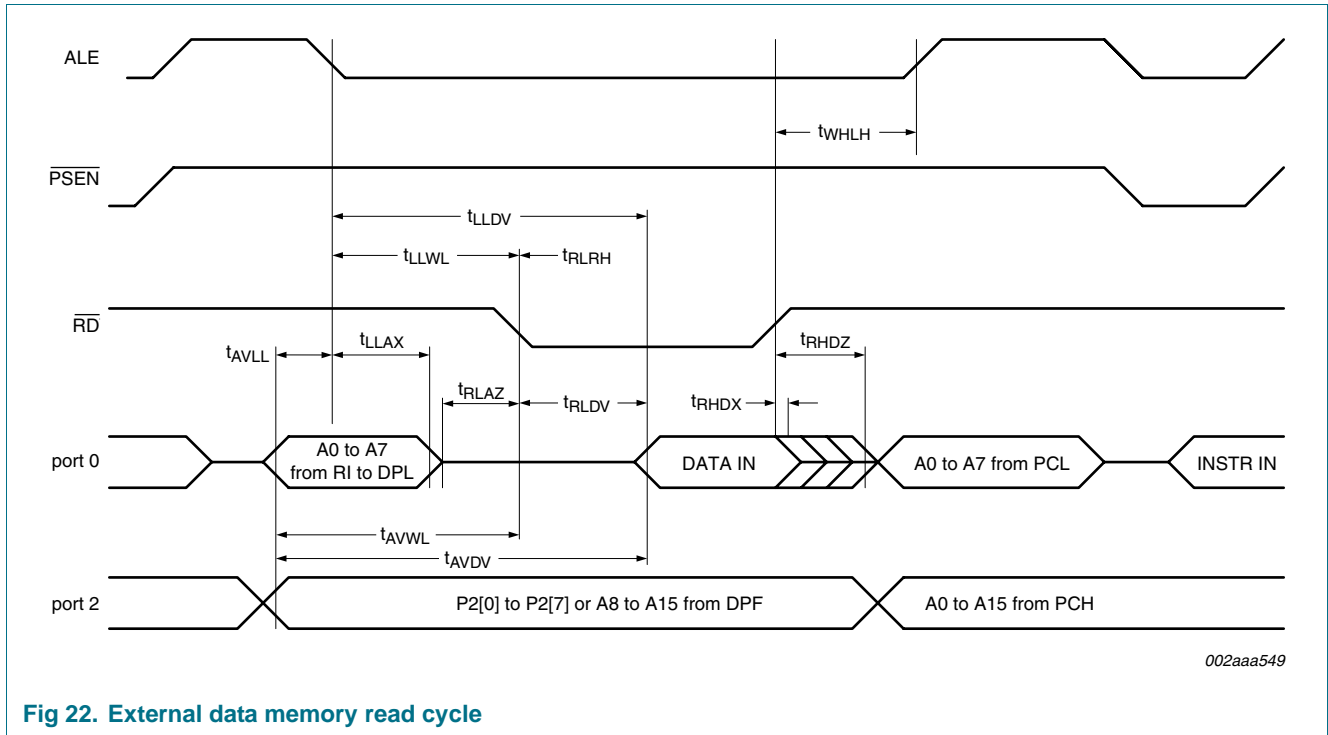 ALE
tWHLH
PSEN
tLLDV
tLLWL
tRLRH
RD
tAVLL
tLLAX
tRHDZ
tRLAZ
tRLDV
tRHDX
port 0
A0 to A7
from RI to DPL
DATA IN
A0 to A7 from PCL
INSTR IN
tAVWL
tAVDV
port 2
P2[0] to P2[7] or A8 to A15 from DPF
A0 to A15 from PCH
002aaa549
Fig 22. External data memory read cycle